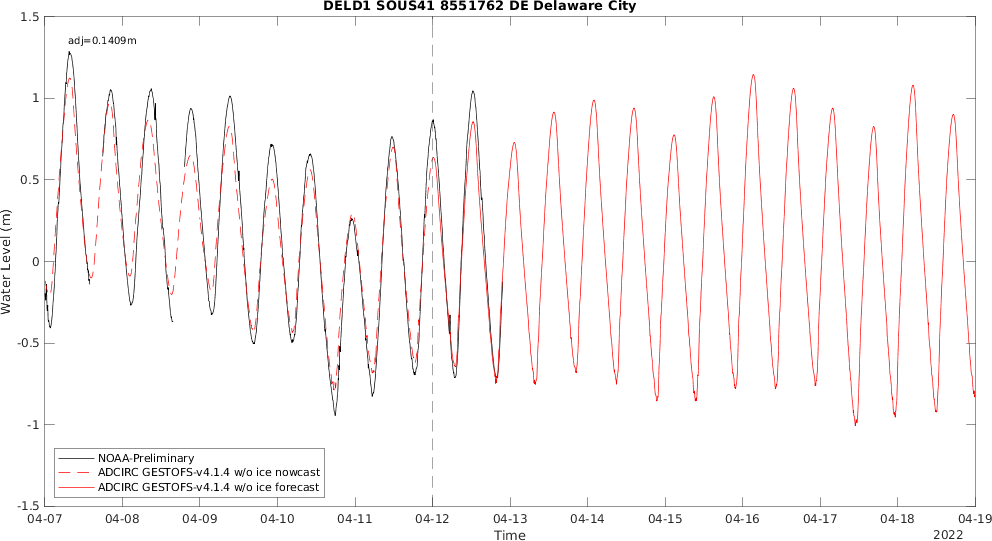 DELD1 SOUS41 8551762 DE Delaware City
adj=0.1409m
1.5
1
0.5
0
-0.5
-1
-1.5
Water Level (m)
NOAA-Preliminary
ADCIRC GESTOFS-v4.1.4 w/o ice nowcast
ADCIRC GESTOFS-v4.1.4 w/o ice forecast
04-07 04-08 04-09 04-10 04-11 04-12 04-13 04-14 04-15 04-16 04-17 04-18 04-19
Time
2022